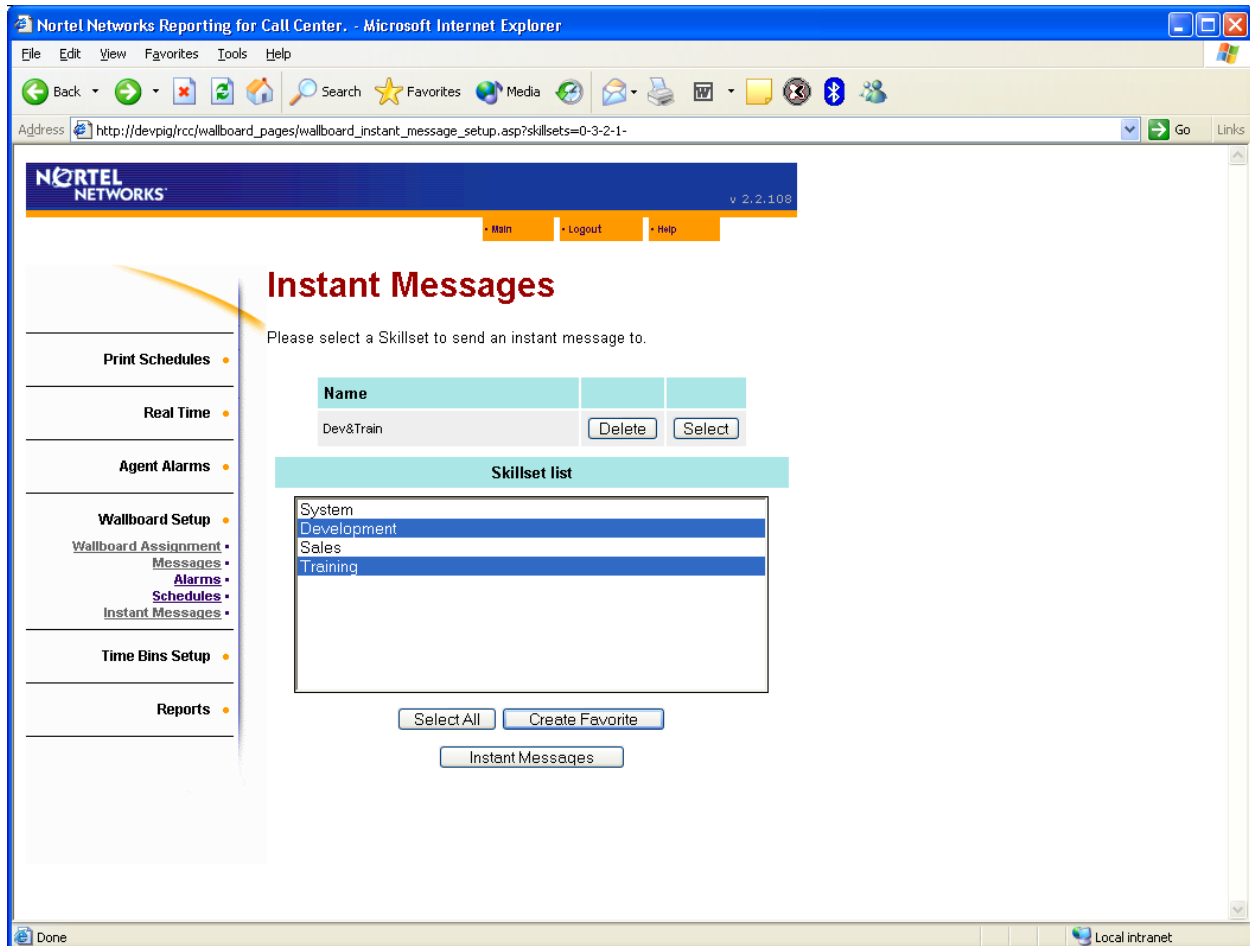 Nortel Networks Reporting for Call Center. - Microsoft Internet Explorer
File Edit View Favorites Tools Help
Back Search Favorites Media
Address http://devpig/rcc/wallboard_pages/wallboard_instant_message_setup.asp?skillsets=0-3-2-1- Go Links
NORTEL
NETWORKS
v 2.2.108
• Main • Logout • Help
Instant Messages
Please select a Skillset to send an instant message to.
Print Schedules •
Real Time •
Agent Alarms •
Wallboard Setup •
Wallboard Assignment •
Messages •
Alarms •
Schedules •
Instant Messages •
Time Bins Setup •
Reports •
Name
Dev&Train Delete Select
Skillset list
System
Development
Sales
Training
Select All Create Favorite
Instant Messages
Done Local intranet